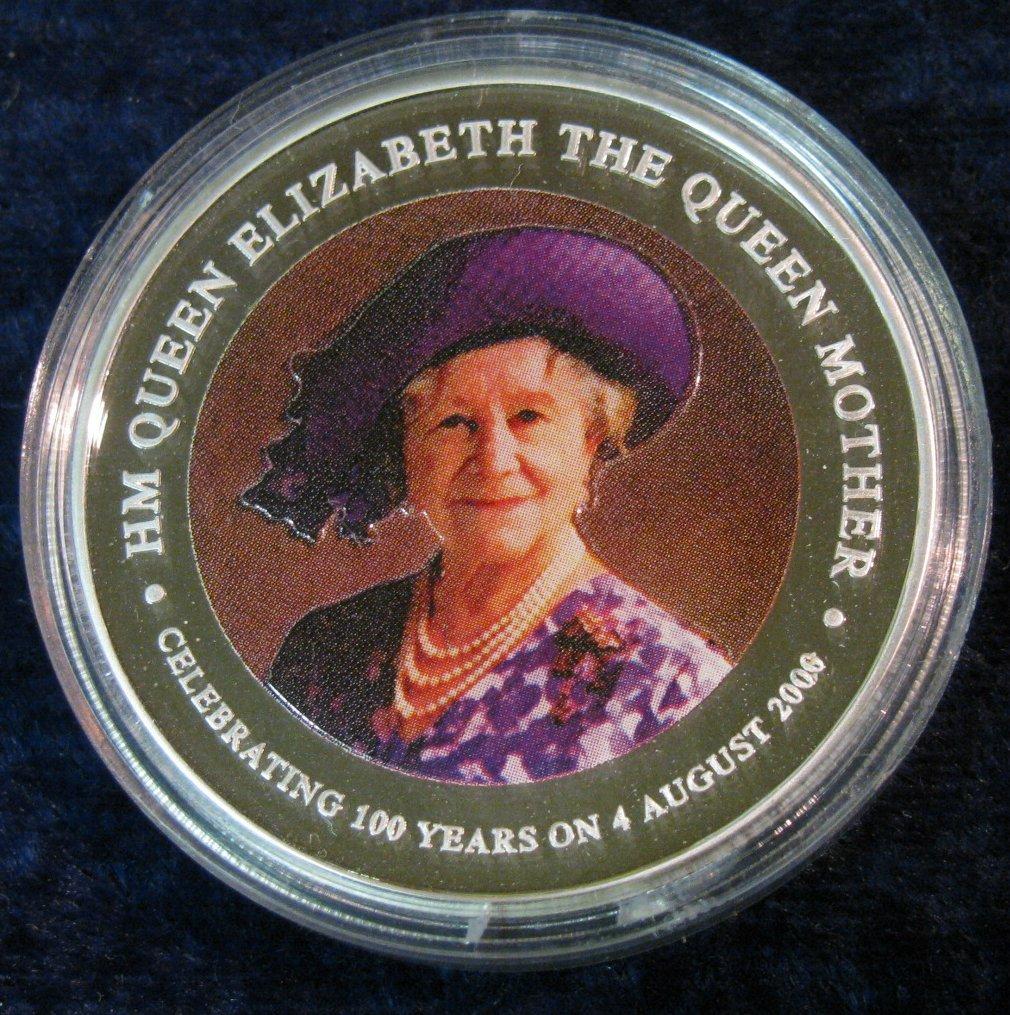 HM QUEEN ELIZABETH THE QUEEN MOTHER
CELEBRATING 100 YEARS ON 4 AUGUST 2000